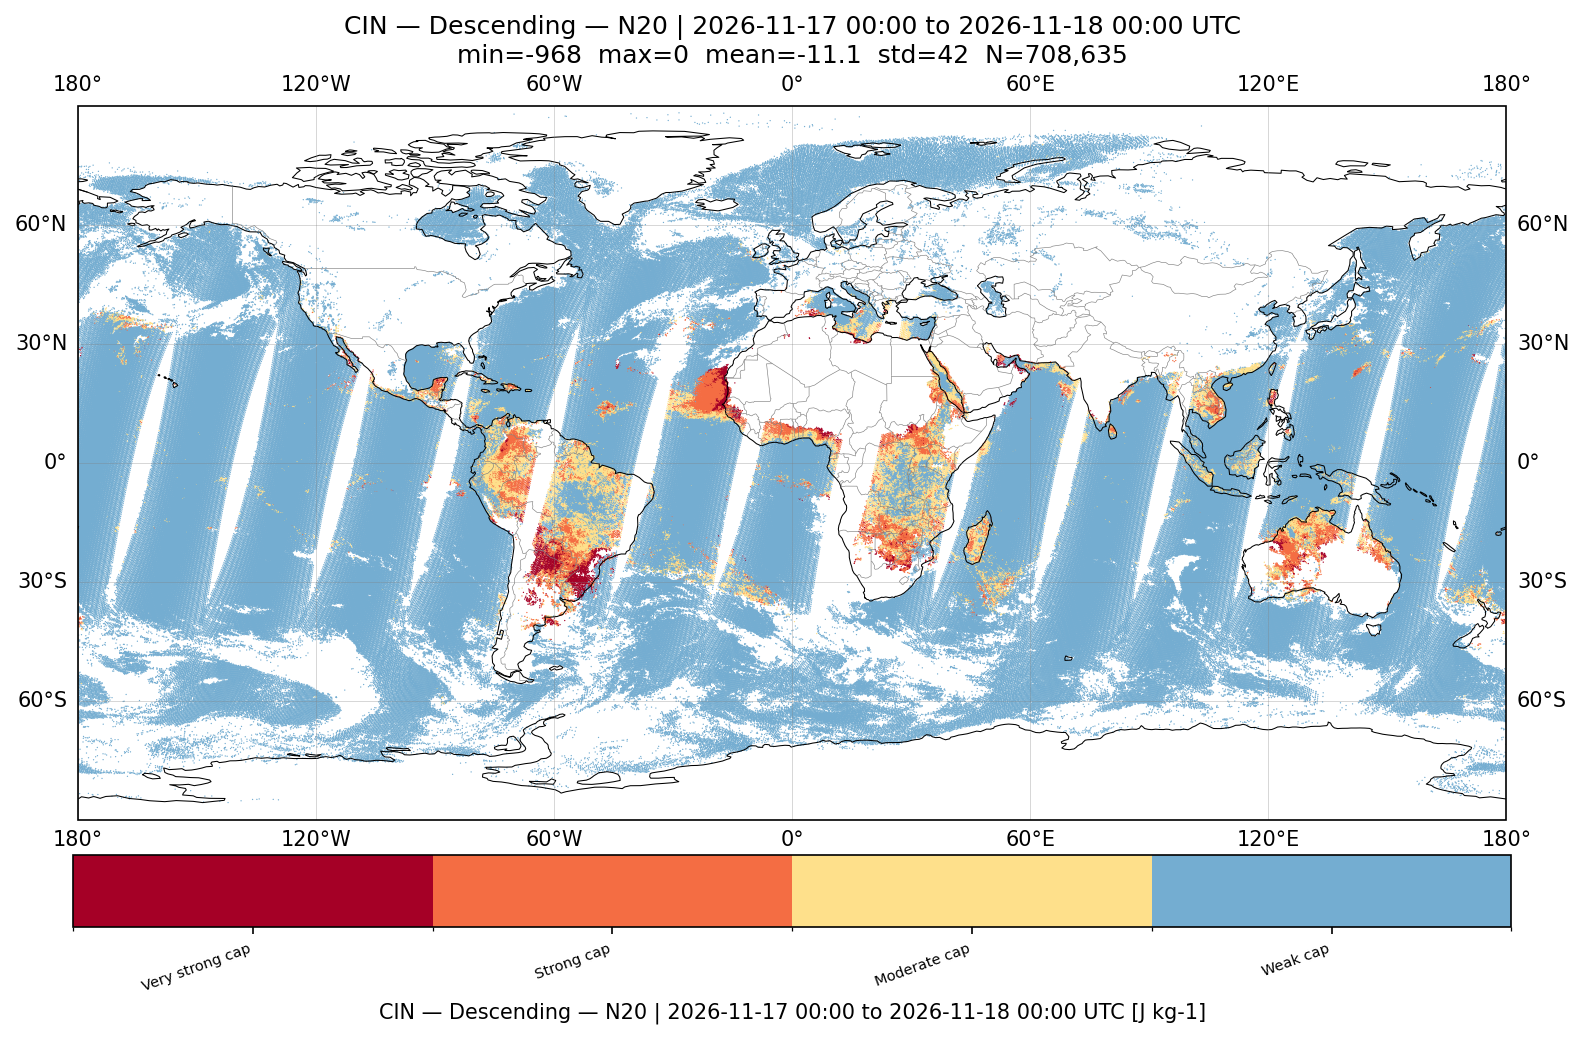 CIN — Descending — N20 | 2026-11-17 00:00 to 2026-11-18 00:00 UTC
min=-968  max=0  mean=-11.1  std=42  N=708,635
180° 120°W 60°W 0° 60°E 120°E 180°
60°N 60°N
30°N 30°N
0° 0°
30°S 30°S
60°S 60°S
180° 120°W 60°W 0° 60°E 120°E 180°
Very strong cap Strong cap Moderate cap Weak cap
CIN — Descending — N20 | 2026-11-17 00:00 to 2026-11-18 00:00 UTC [J kg-1]